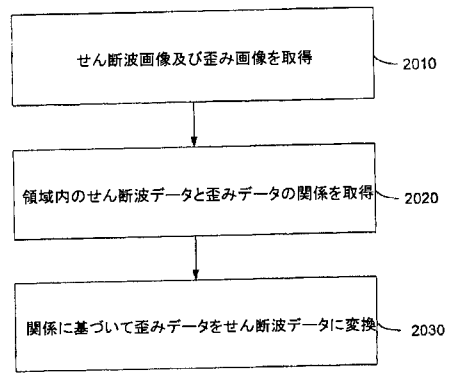 せん断波画像及び歪み画像を取得
2010
領域内のせん断波データと歪みデータの関係を取得
2020
関係に基づいて歪みデータをせん断波データに変換
2030